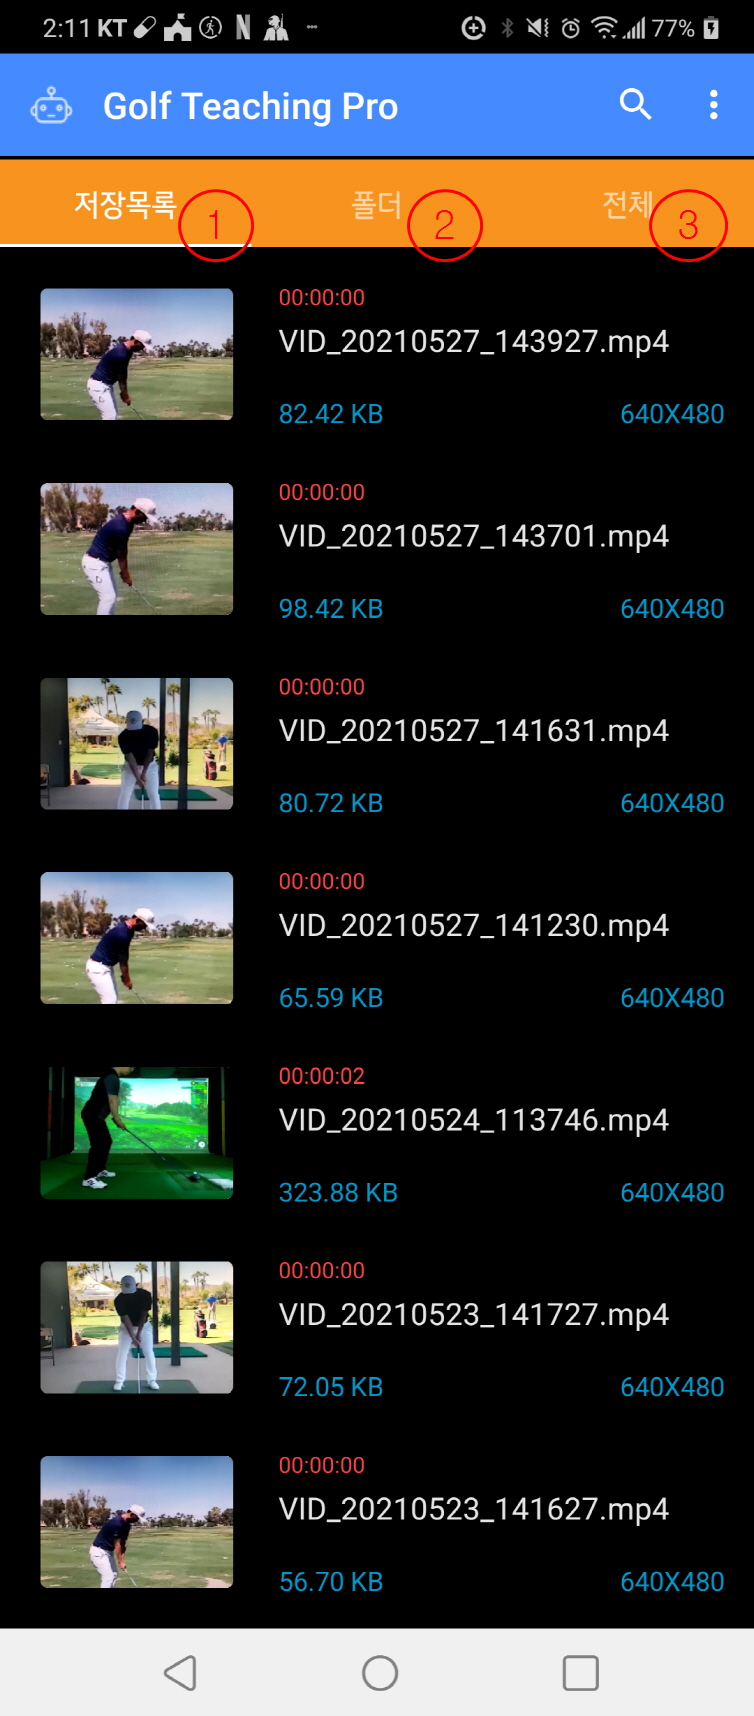 2:11 KT N 77%
Golf Teaching Pro
저장목록 1 폴더 2 전체 3
00:00:00
VID_20210527_143927.mp4
82.42 KB 640X480
00:00:00
VID_20210527_143701.mp4
98.42 KB 640X480
00:00:00
VID_20210527_141631.mp4
80.72 KB 640X480
00:00:00
VID_20210527_141230.mp4
65.59 KB 640X480
00:00:02
VID_20210524_113746.mp4
323.88 KB 640X480
00:00:00
VID_20210523_141727.mp4
72.05 KB 640X480
00:00:00
VID_20210523_141627.mp4
56.70 KB 640X480